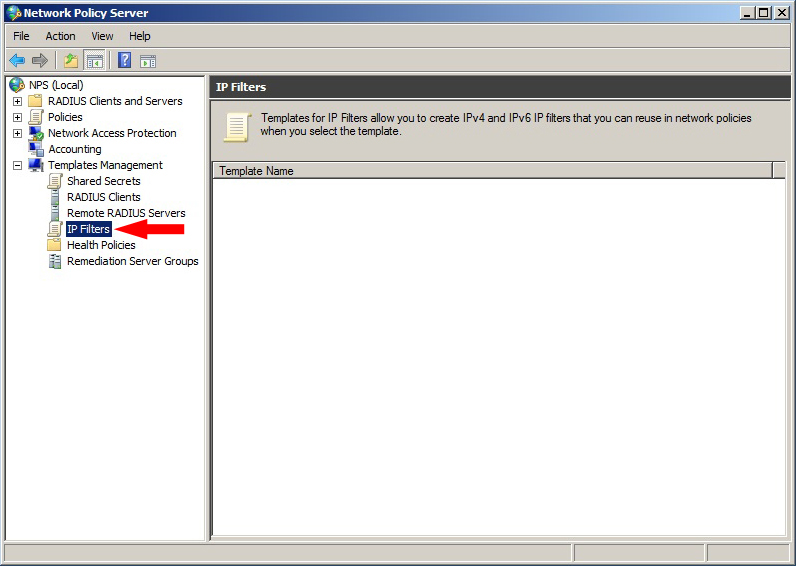 Network Policy Server
File Action View Help
NPS (Local)
RADIUS Clients and Servers
Policies
Network Access Protection
Accounting
Templates Management
Shared Secrets
RADIUS Clients
Remote RADIUS Servers
IP Filters
Health Policies
Remediation Server Groups
IP Filters
Templates for IP Filters allow you to create IPv4 and IPv6 IP filters that you can reuse in network policies
when you select the template.
Template Name